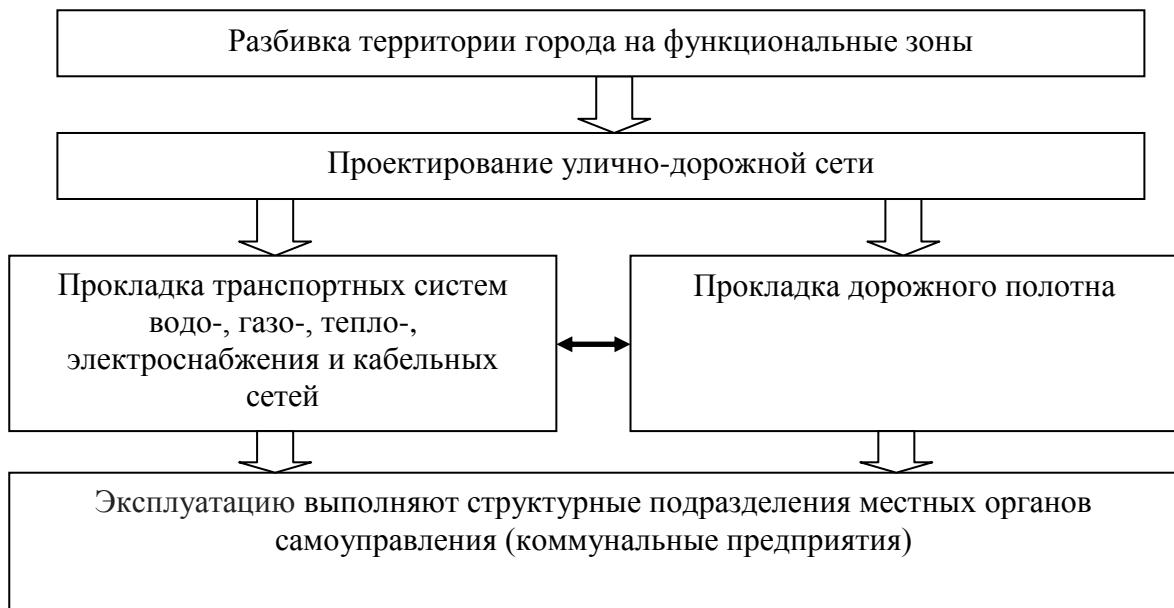 Разбивка территории города на функциональные зоны
Проектирование улично-дорожной сети
Прокладка транспортных систем
водо-, газо-, тепло-,
электроснабжения и кабельных
сетей
Прокладка дорожного полотна
Эксплуатацию выполняют структурные подразделения местных органов
самоуправления (коммунальные предприятия)